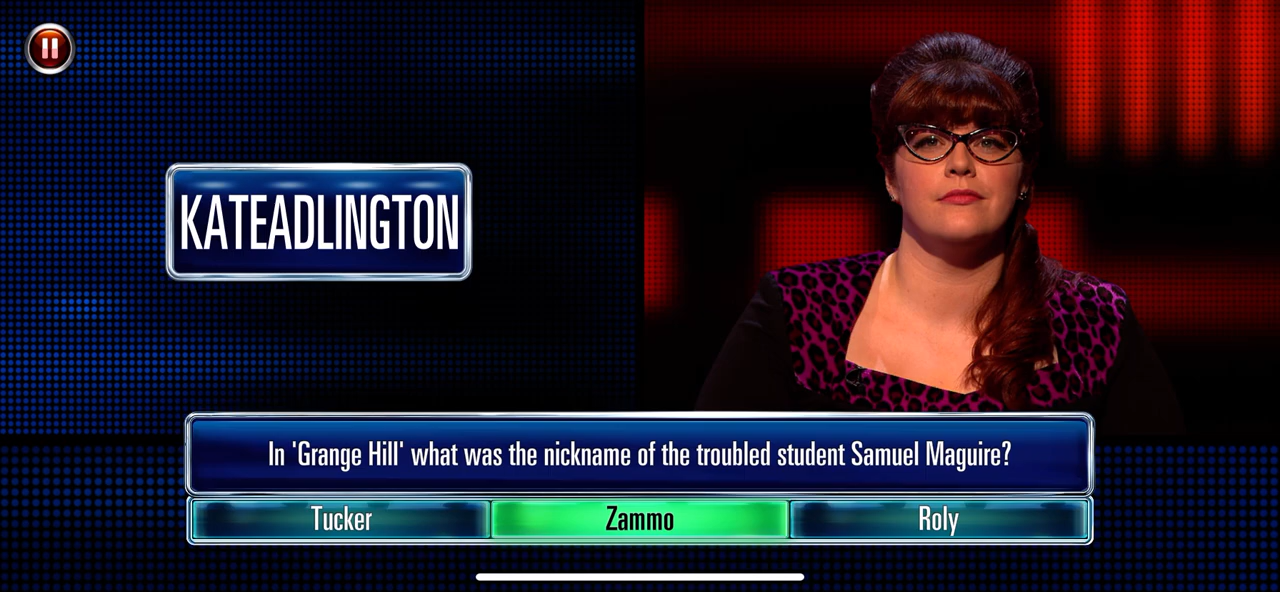 KATEADLINGTON
In 'Grange Hill' what was the nickname of the troubled student Samuel Maguire?
Tucker
Zammo
Roly